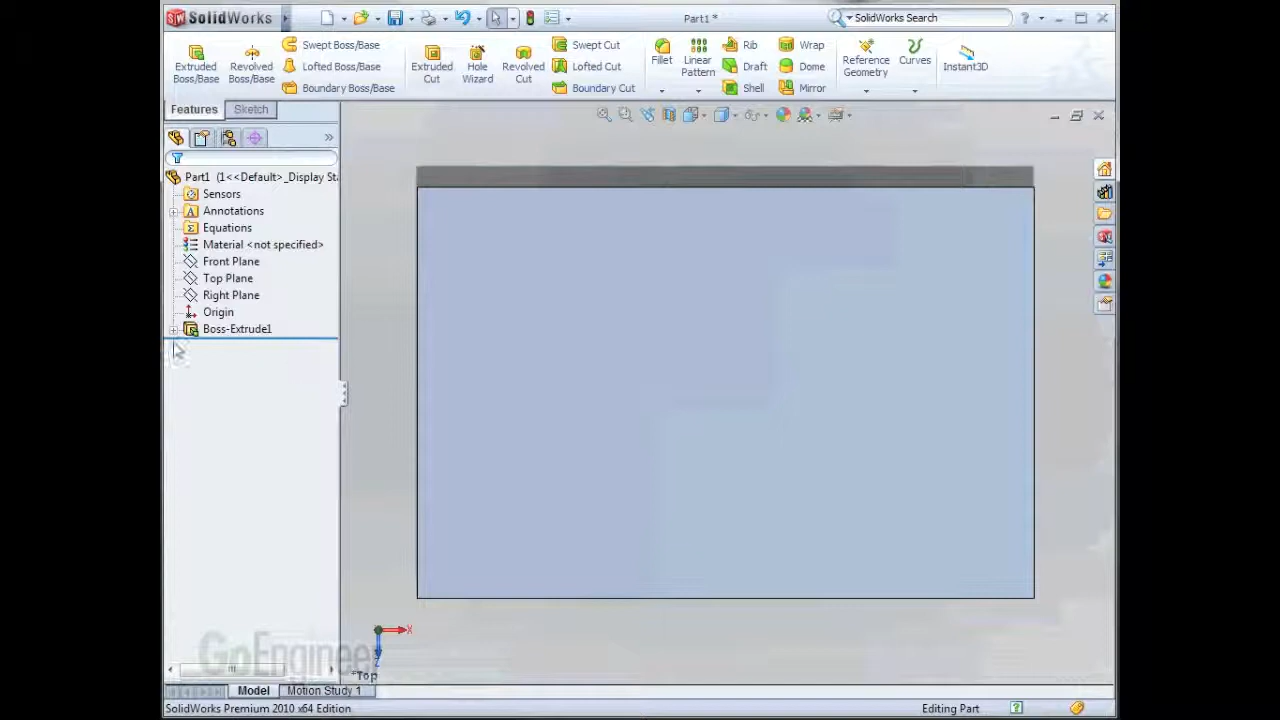 SolidWorks
Part1 *
SolidWorks Search
Extruded Boss/Base
Revolved Boss/Base
Swept Boss/Base
Lofted Boss/Base
Boundary Boss/Base
Extruded Cut
Hole Wizard
Revolved Cut
Swept Cut
Lofted Cut
Boundary Cut
Fillet
Linear Pattern
Rib
Draft
Shell
Wrap
Dome
Mirror
Reference Geometry
Curves
Instant3D
Features
Sketch
Part1 (1<<Default>_Display Sta
Sensors
Annotations
Equations
Material <not specified>
Front Plane
Top Plane
Right Plane
Origin
Boss-Extrude1
GoEngineer
X
Z
*Top
Model
Motion Study 1
SolidWorks Premium 2010 x64 Edition
Editing Part